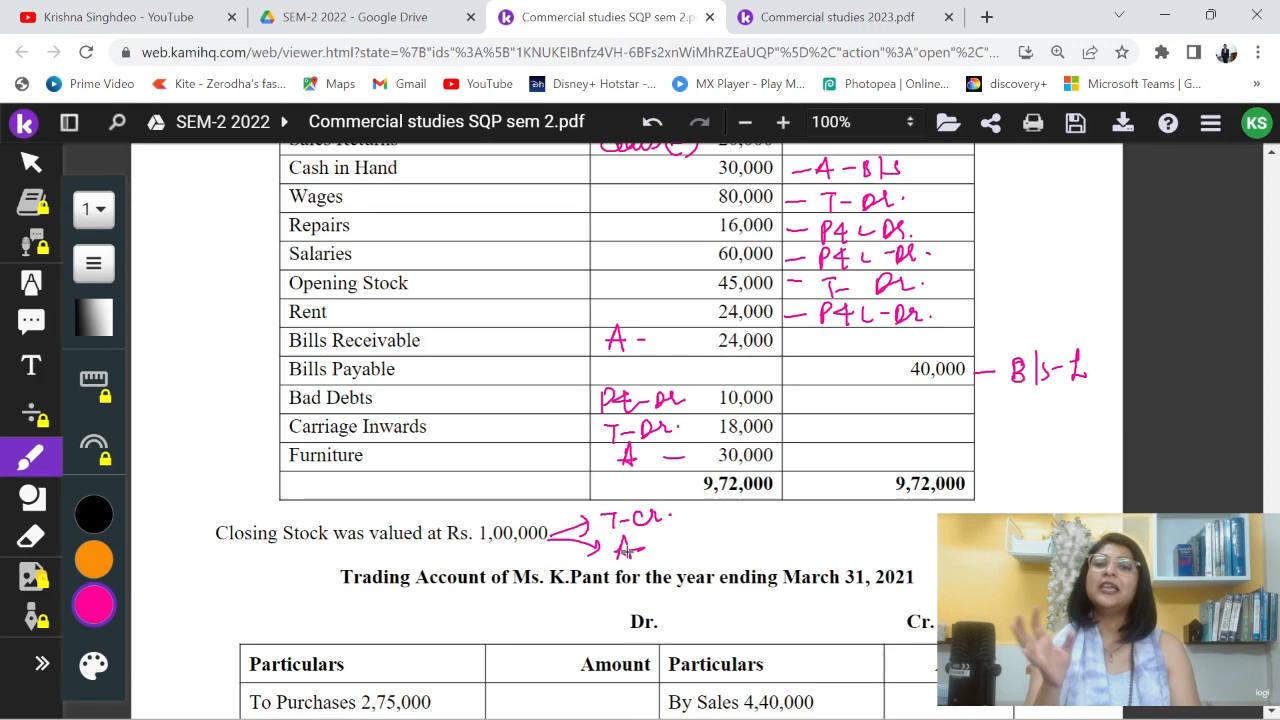 Krishna Singhdeo - YouTube
SEM-2 2022 - Google Drive
Commercial studies SQP sem 2.p
Commercial studies 2023.pdf
web.kamihq.com/web/viewer.html?state=%7B"ids"%3A%5B"1KNUKEIBnfz4VH-6BFs2xnWiMhRZEaUQP"%5D%2C"action"%3A"open"%2C"...
Prime Video
Kite - Zerodha's fas...
Maps
Gmail
YouTube
Disney+ Hotstar -...
MX Player - Play M...
Photopea | Online...
discovery+
Microsoft Teams | G...
»
SEM-2 2022
Commercial studies SQP sem 2.pdf
100%
KS
Cash in Hand 30,000 - A - B/S
Wages 80,000 - T - Dr.
Repairs 16,000 - P&L - Dr.
Salaries 60,000 - P&L - Dr.
Opening Stock 45,000 - T - Dr.
Rent 24,000 - P&L - Dr.
Bills Receivable A - 24,000
Bills Payable 40,000 - B/S - L
Bad Debts P&L - Dr 10,000
Carriage Inwards T - Dr. 18,000
Furniture A - 30,000
9,72,000 9,72,000
Closing Stock was valued at Rs. 1,00,000 T - Cr.
A -
Trading Account of Ms. K.Pant for the year ending March 31, 2021
Dr. Cr.
Particulars Amount Particulars
To Purchases 2,75,000 By Sales 4,40,000
1
T
logi